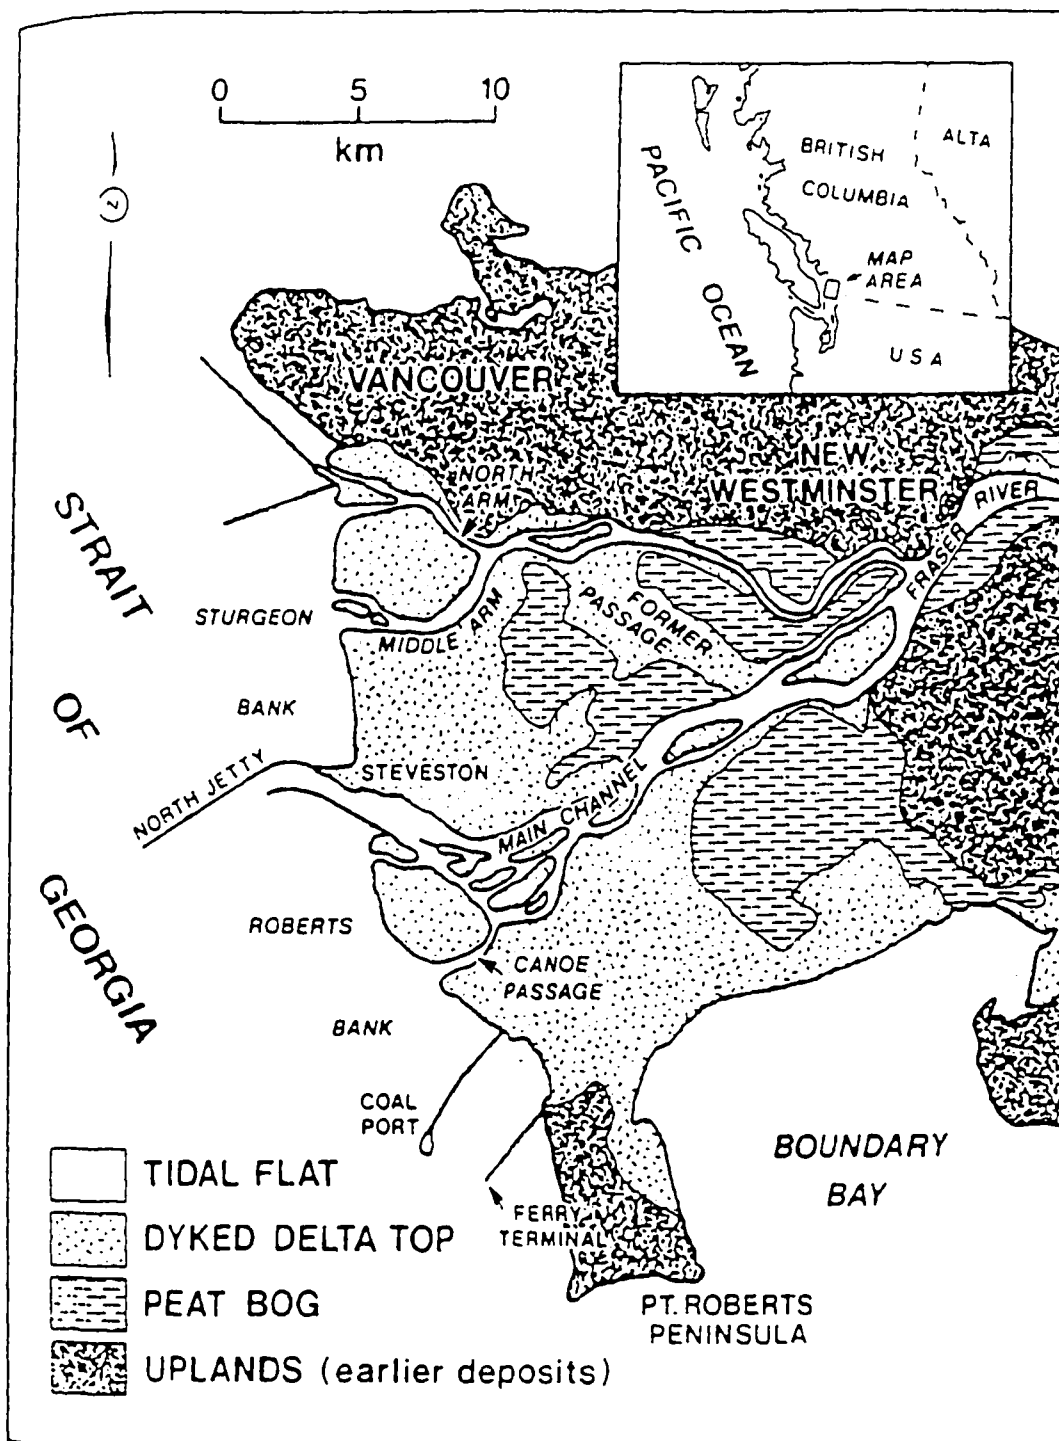 0 5 10
km
N
BRITISH
COLUMBIA
ALTA
PACIFIC OCEAN
MAP
AREA
USA
VANCOUVER
NORTH
ARM
NEW
WESTMINSTER
FRASER RIVER
STRAIT
OF
GEORGIA
STURGEON
BANK
MIDDLE ARM
FORMER
PASSAGE
NORTH JETTY
STEVESTON
MAIN CHANNEL
ROBERTS
BANK
CANOE
PASSAGE
COAL
PORT
FERRY
TERMINAL
BOUNDARY
BAY
PT. ROBERTS
PENINSULA
TIDAL FLAT
DYKED DELTA TOP
PEAT BOG
UPLANDS (earlier deposits)